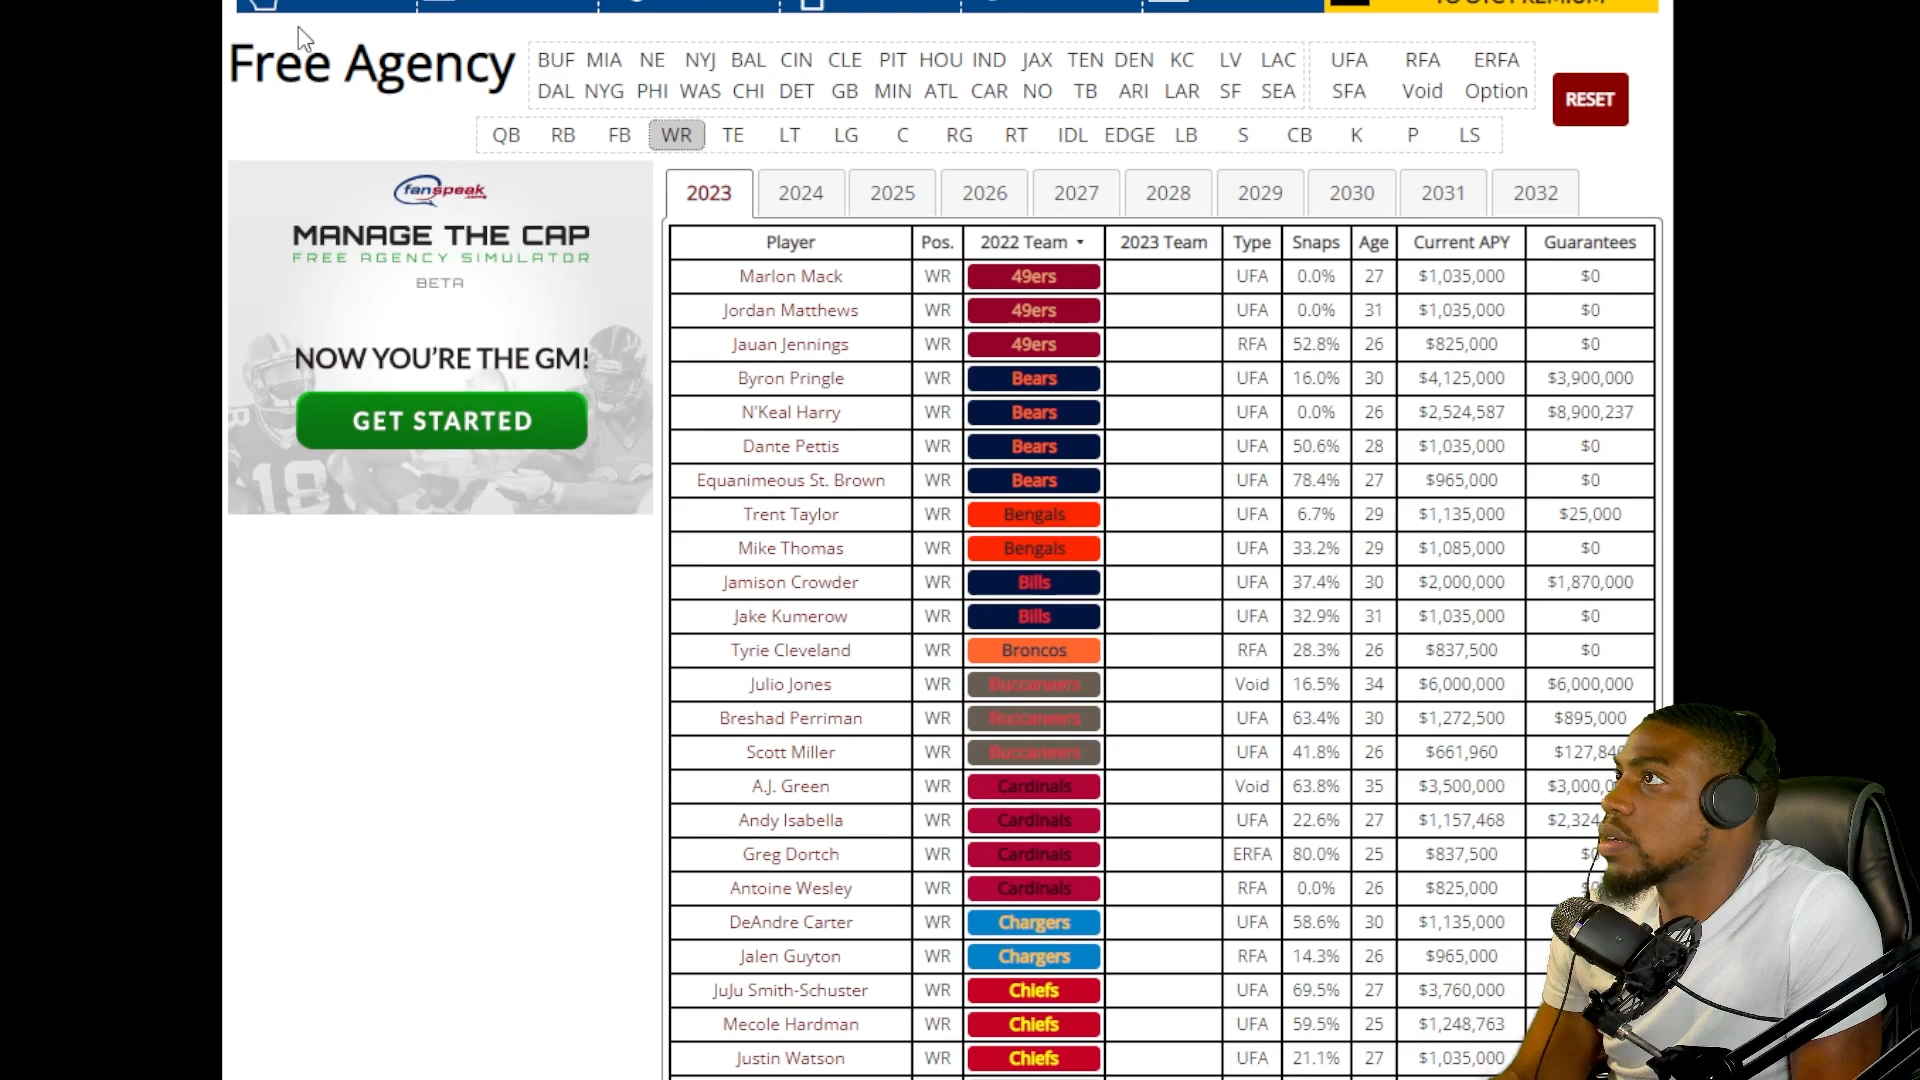 TO OTC PREMIUM
Free Agency
BUF MIA NE NYJ BAL CIN CLE PIT HOU IND JAX TEN DEN KC LV LAC
DAL NYG PHI WAS CHI DET GB MIN ATL CAR NO TB ARI LAR SF SEA
UFA RFA ERFA
SFA Void Option
RESET
QB RB FB WR TE LT LG C RG RT IDL EDGE LB S CB K P LS
fanspeak
MANAGE THE CAP
FREE AGENCY SIMULATOR
BETA
NOW YOU'RE THE GM!
GET STARTED
2023 2024 2025 2026 2027 2028 2029 2030 2031 2032
Player Pos. 2022 Team 2023 Team Type Snaps Age Current APY Guarantees
Marlon Mack WR 49ers UFA 0.0% 27 $1,035,000 $0
Jordan Matthews WR 49ers UFA 0.0% 31 $1,035,000 $0
Jauan Jennings WR 49ers RFA 52.8% 26 $825,000 $0
Byron Pringle WR Bears UFA 16.0% 30 $4,125,000 $3,900,000
N'Keal Harry WR Bears UFA 0.0% 26 $2,524,587 $8,900,237
Dante Pettis WR Bears UFA 50.6% 28 $1,035,000 $0
Equanimeous St. Brown WR Bears UFA 78.4% 27 $965,000 $0
Trent Taylor WR Bengals UFA 6.7% 29 $1,135,000 $25,000
Mike Thomas WR Bengals UFA 33.2% 29 $1,085,000 $0
Jamison Crowder WR Bills UFA 37.4% 30 $2,000,000 $1,870,000
Jake Kumerow WR Bills UFA 32.9% 31 $1,035,000 $0
Tyrie Cleveland WR Broncos RFA 28.3% 26 $837,500 $0
Julio Jones WR Buccaneers Void 16.5% 34 $6,000,000 $6,000,000
Breshad Perriman WR Buccaneers UFA 63.4% 30 $1,272,500 $895,000
Scott Miller WR Buccaneers UFA 41.8% 26 $661,960
A.J. Green WR Cardinals Void 63.8% 35 $3,500,000
Andy Isabella WR Cardinals UFA 22.6% 27 $1,157,468
Greg Dortch WR Cardinals ERFA 80.0% 25 $837,500
Antoine Wesley WR Cardinals RFA 0.0% 26 $825,000
DeAndre Carter WR Chargers UFA 58.6% 30 $1,135,000
Jalen Guyton WR Chargers RFA 14.3% 26 $965,000
JuJu Smith-Schuster WR Chiefs UFA 69.5% 27 $3,760,000
Mecole Hardman WR Chiefs UFA 59.5% 25 $1,248,763
Justin Watson WR Chiefs UFA 21.1% 27 $1,035,000